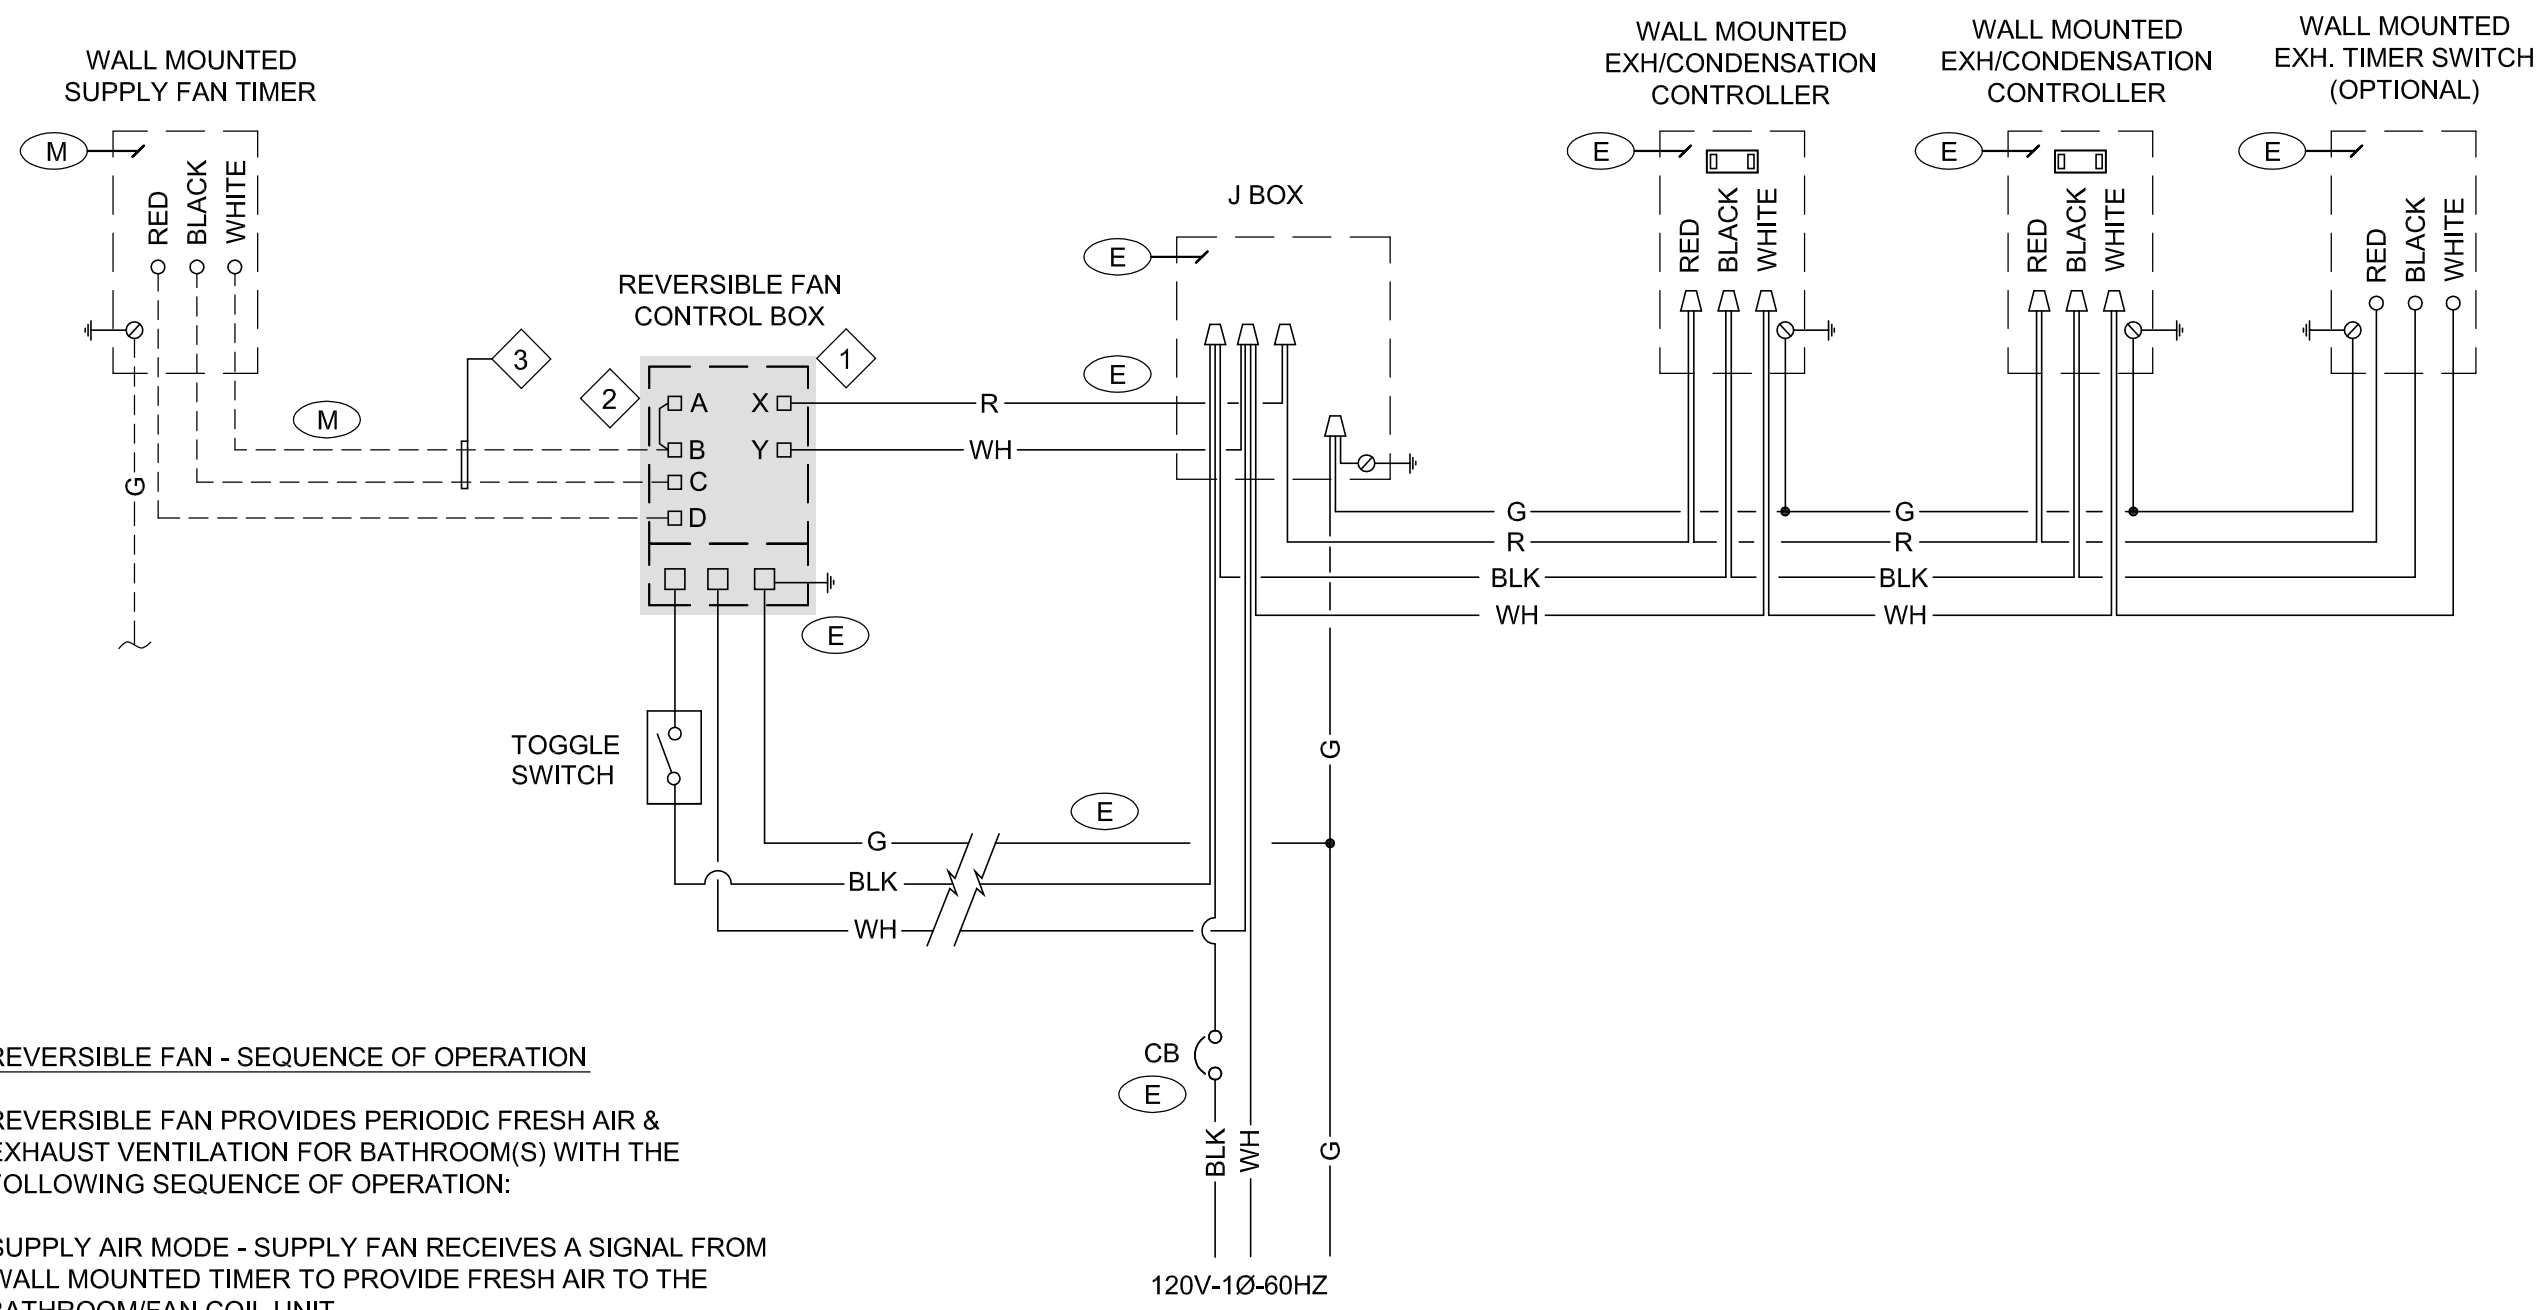 WALL MOUNTED
SUPPLY FAN TIMER
M
RED
BLACK
WHITE
G
M
3
REVERSIBLE FAN
CONTROL BOX
1
2
A
X
B
Y
C
D
E
R
WH
J BOX
E
E
WALL MOUNTED
EXH/CONDENSATION
CONTROLLER
E
RED
BLACK
WHITE
WALL MOUNTED
EXH/CONDENSATION
CONTROLLER
E
RED
BLACK
WHITE
WALL MOUNTED
EXH. TIMER SWITCH
(OPTIONAL)
E
RED
BLACK
WHITE
G
G
R
R
BLK
BLK
WH
WH
TOGGLE
SWITCH
G
E
G
BLK
WH
CB
E
BLK
WH
G
120V-1Ø-60HZ
REVERSIBLE FAN - SEQUENCE OF OPERATION
REVERSIBLE FAN PROVIDES PERIODIC FRESH AIR &
EXHAUST VENTILATION FOR BATHROOM(S) WITH THE
FOLLOWING SEQUENCE OF OPERATION:
SUPPLY AIR MODE - SUPPLY FAN RECEIVES A SIGNAL FROM
WALL MOUNTED TIMER TO PROVIDE FRESH AIR TO THE
BATHROOM/FAN COIL UNIT